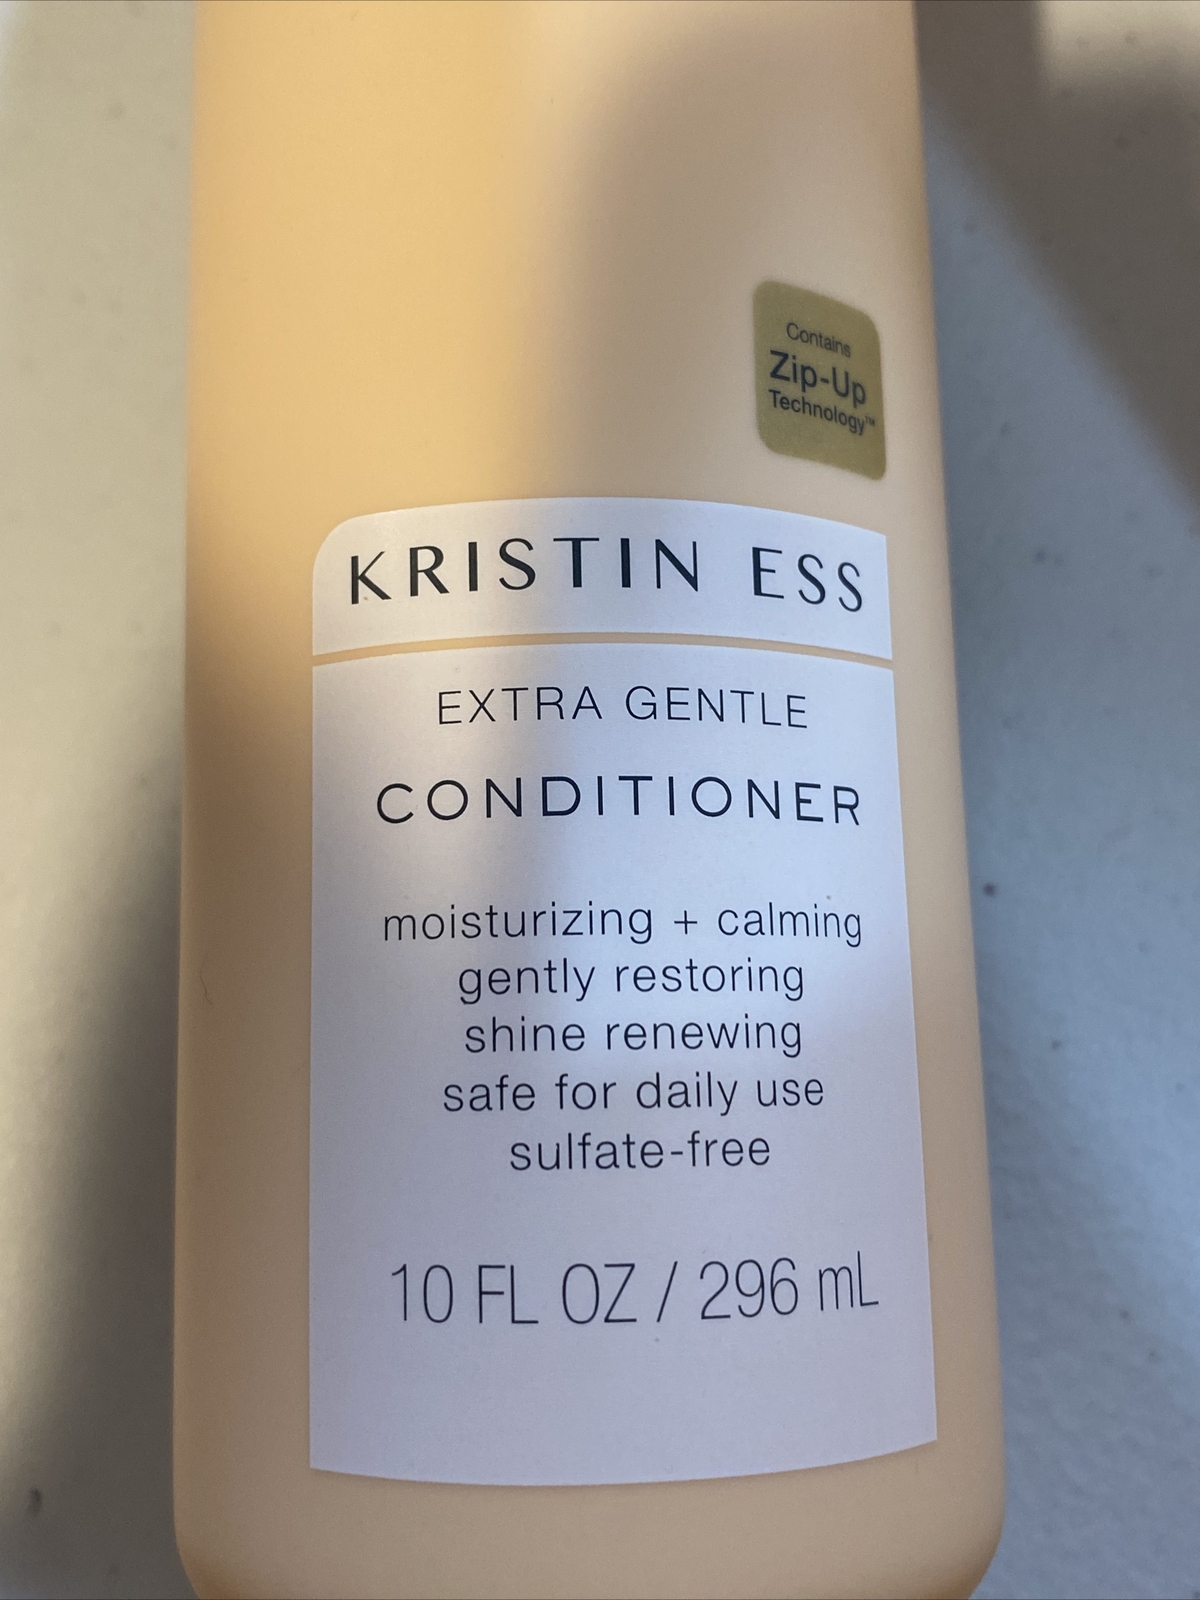 Contains
Zip-Up
Technology™
KRISTIN ESS
EXTRA GENTLE
CONDITIONER
moisturizing + calming
gently restoring
shine renewing
safe for daily use
sulfate-free
10 FL OZ / 296 mL